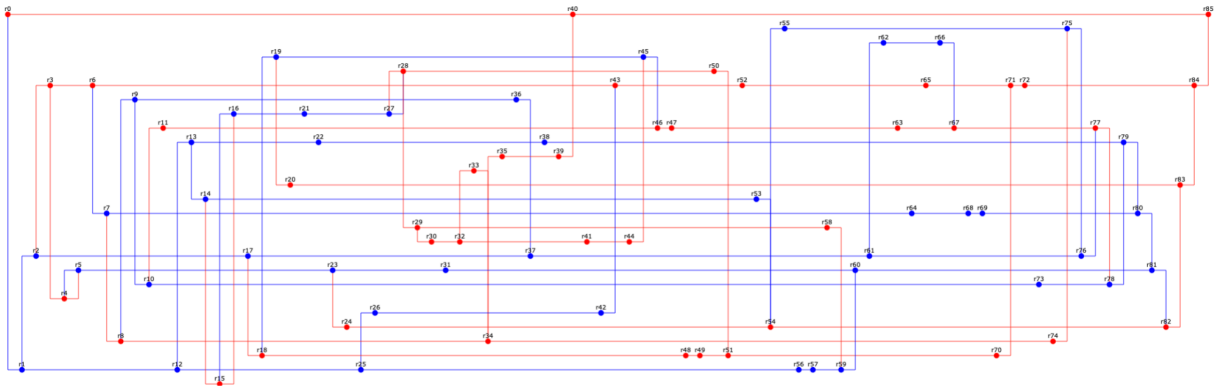 r0 r40 r85
r55 r75
r62 r66
r19 r45
r28 r50
r3 r6 r43 r52 r65 r71 r72 r84
r9 r36
r16 r21 r27
r11 r46 r47 r63 r67 r77
r13 r22 r38 r79
r35 r39
r33
r20 r83
r14 r53
r7 r64 r68 r69 r80
r29 r58
r30 r32 r41 r44
r2 r17 r37 r61 r76
r5 r23 r31 r60 r81
r10 r73 r78
r4
r26 r42
r24 r54 r82
r8 r34 r74
r18 r48 r49 r51 r70
r1 r12 r25 r56 r57 r59
r15